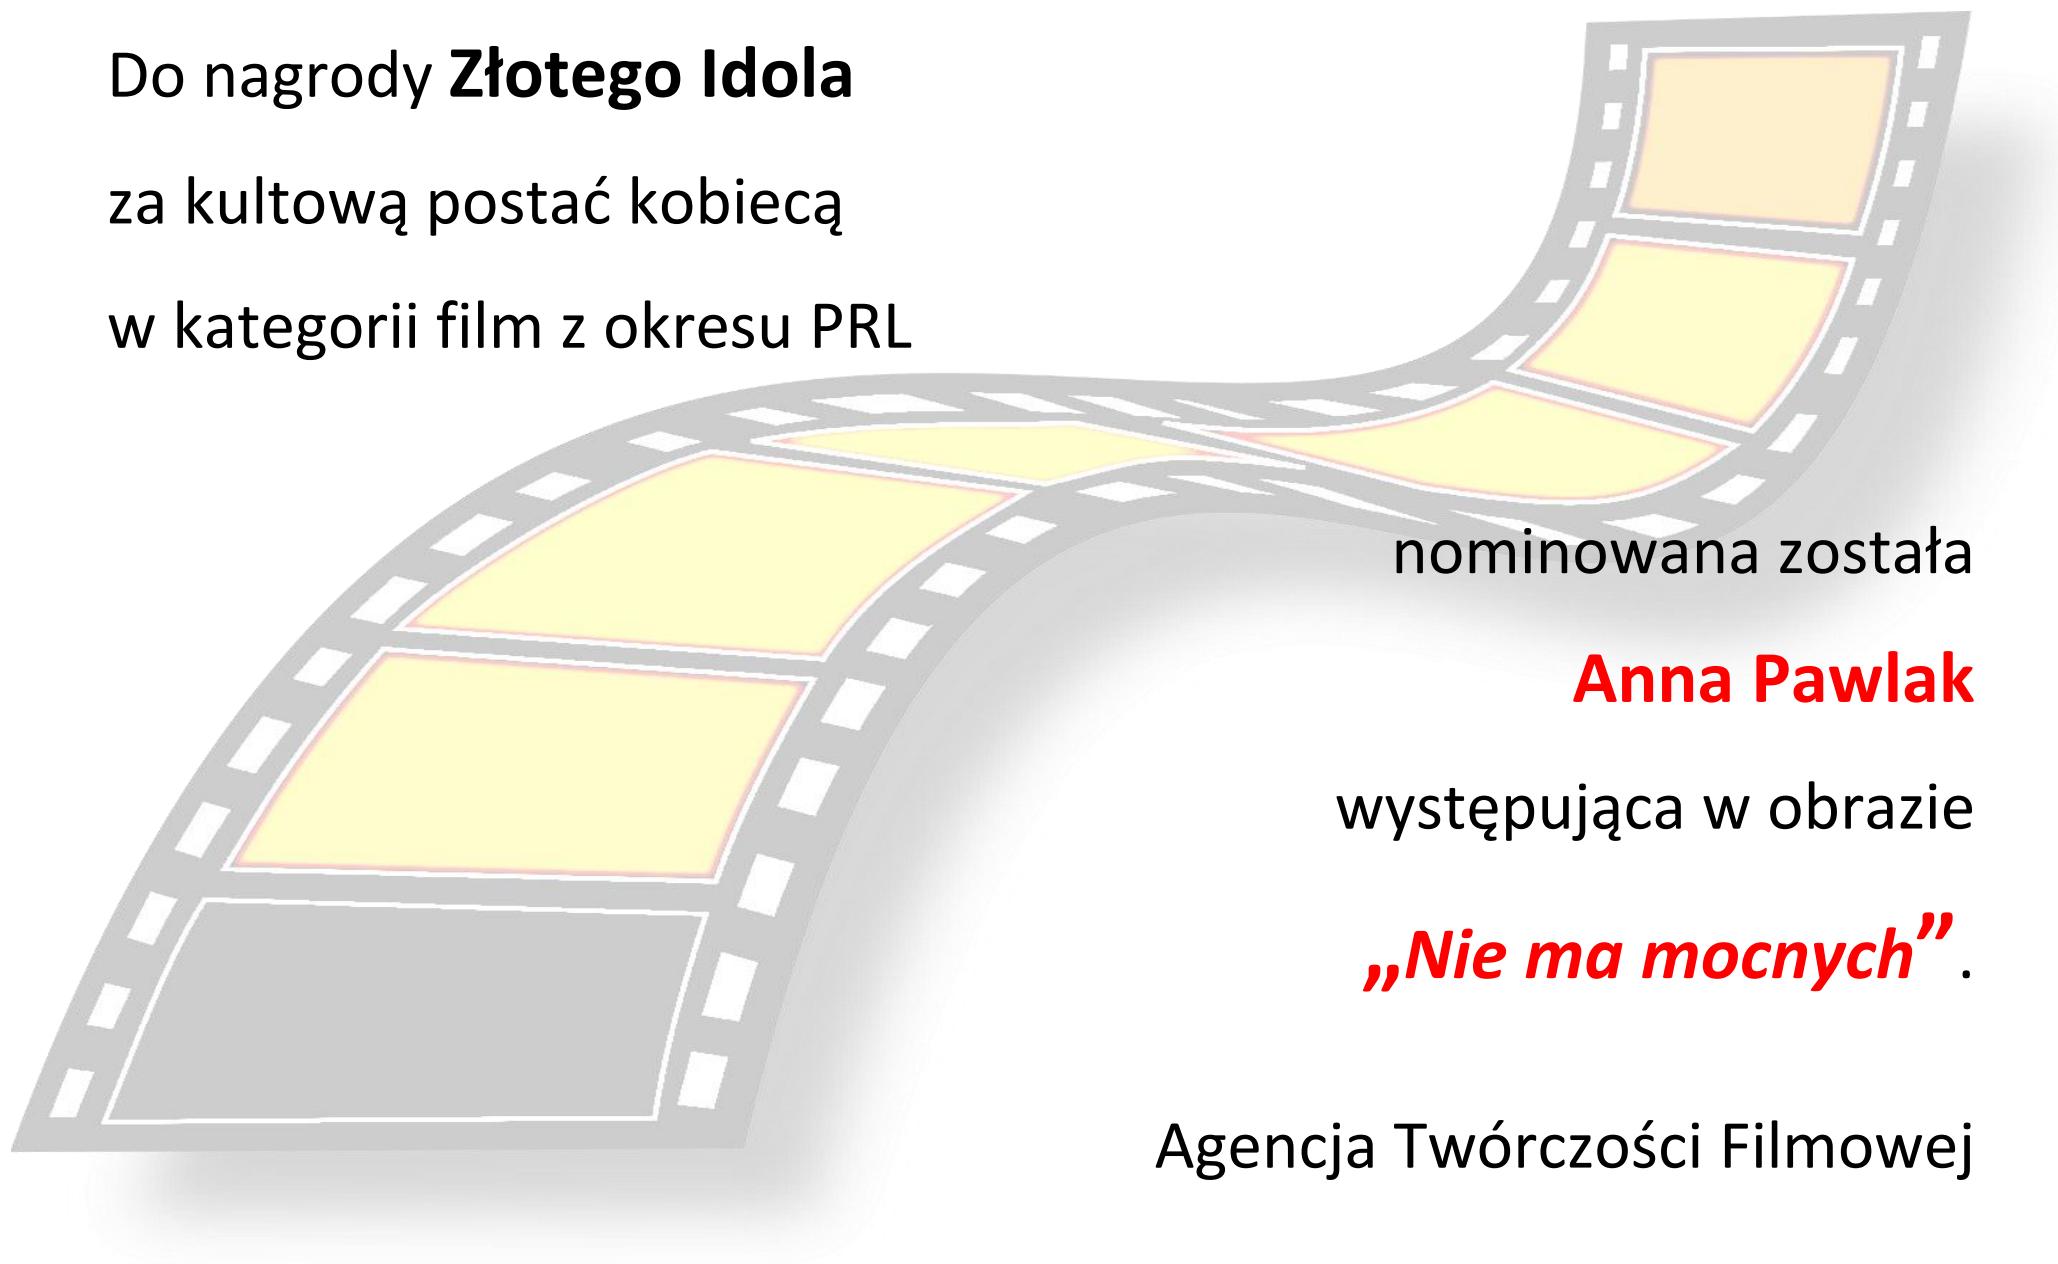 Do nagrody Złotego Idola
za kultową postać kobiecą
w kategorii film z okresu PRL
nominowana została
Anna Pawlak
występująca w obrazie
„Nie ma mocnych”.
Agencja Twórczości Filmowej